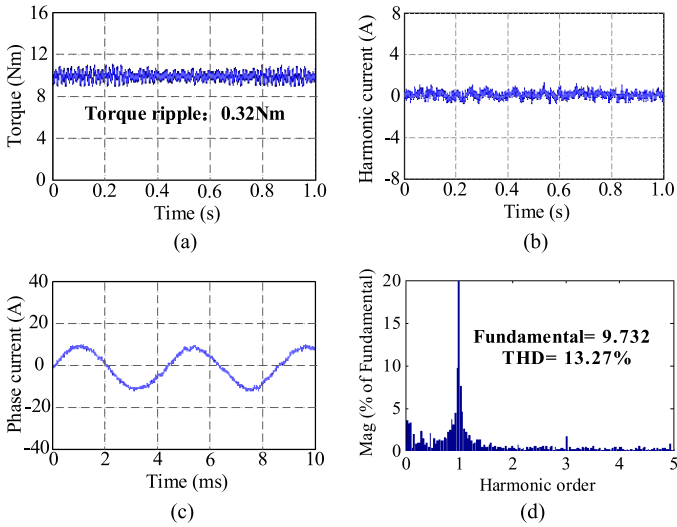 Torque (Nm)
16
12
8
4
0
Torque ripple：0.32Nm
0 0.2 0.4 0.6 0.8 1.0
Time (s)
(a)
Harmonic current (A)
8
4
0
-4
-8
0 0.2 0.4 0.6 0.8 1.0
Time (s)
(b)
Phase current (A)
40
20
0
-20
-40
0 2 4 6 8 10
Time (ms)
(c)
Mag (% of Fundamental)
20
15
10
5
0
Fundamental= 9.732
THD= 13.27%
0 1 2 3 4 5
Harmonic order
(d)